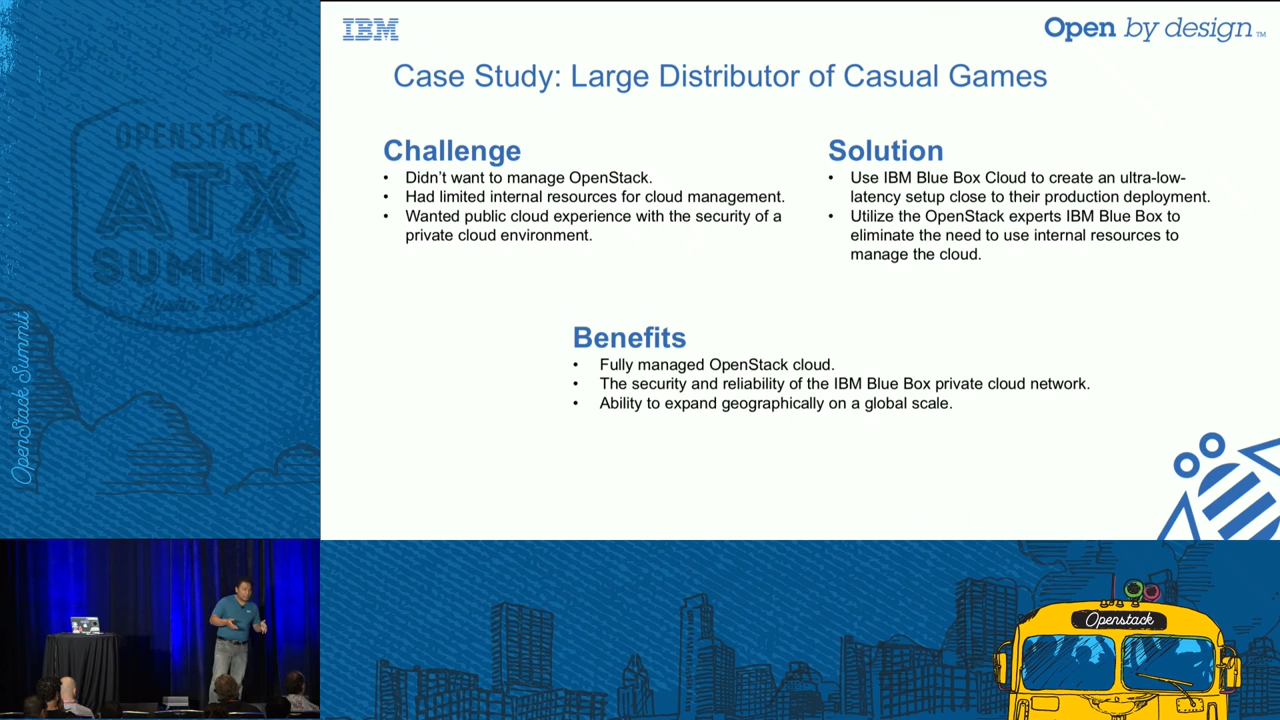 IBM
Open by design™
Case Study: Large Distributor of Casual Games
Challenge
• Didn't want to manage OpenStack.
• Had limited internal resources for cloud management.
• Wanted public cloud experience with the security of a
private cloud environment.
Solution
• Use IBM Blue Box Cloud to create an ultra-low-
latency setup close to their production deployment.
• Utilize the OpenStack experts IBM Blue Box to
eliminate the need to use internal resources to
manage the cloud.
Benefits
• Fully managed OpenStack cloud.
• The security and reliability of the IBM Blue Box private cloud network.
• Ability to expand geographically on a global scale.
OPENSTACK
ATX
SUMMIT
Austin 2016
OpenStack Summit
Openstack